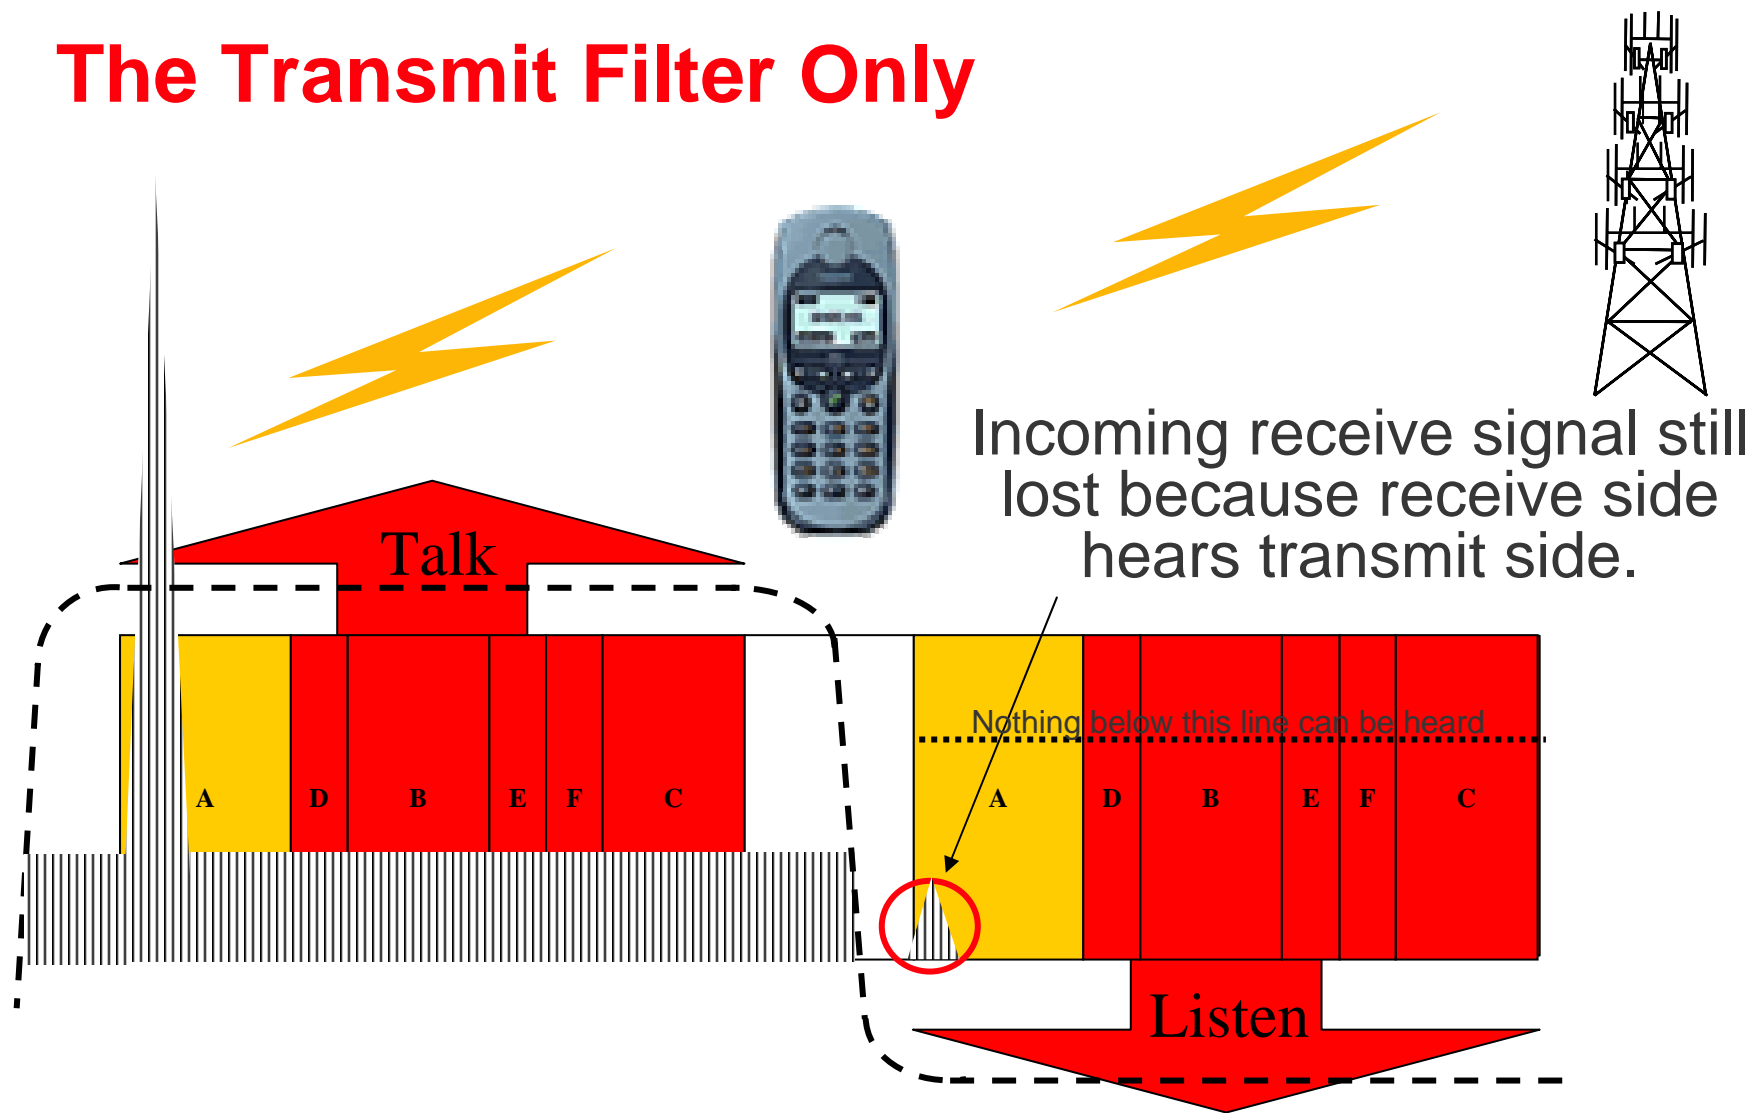 The Transmit Filter Only
Incoming receive signal still
lost because receive side
hears transmit side.
Talk
Nothing below this line can be heard
A D B E F C
A D B E F C
Listen